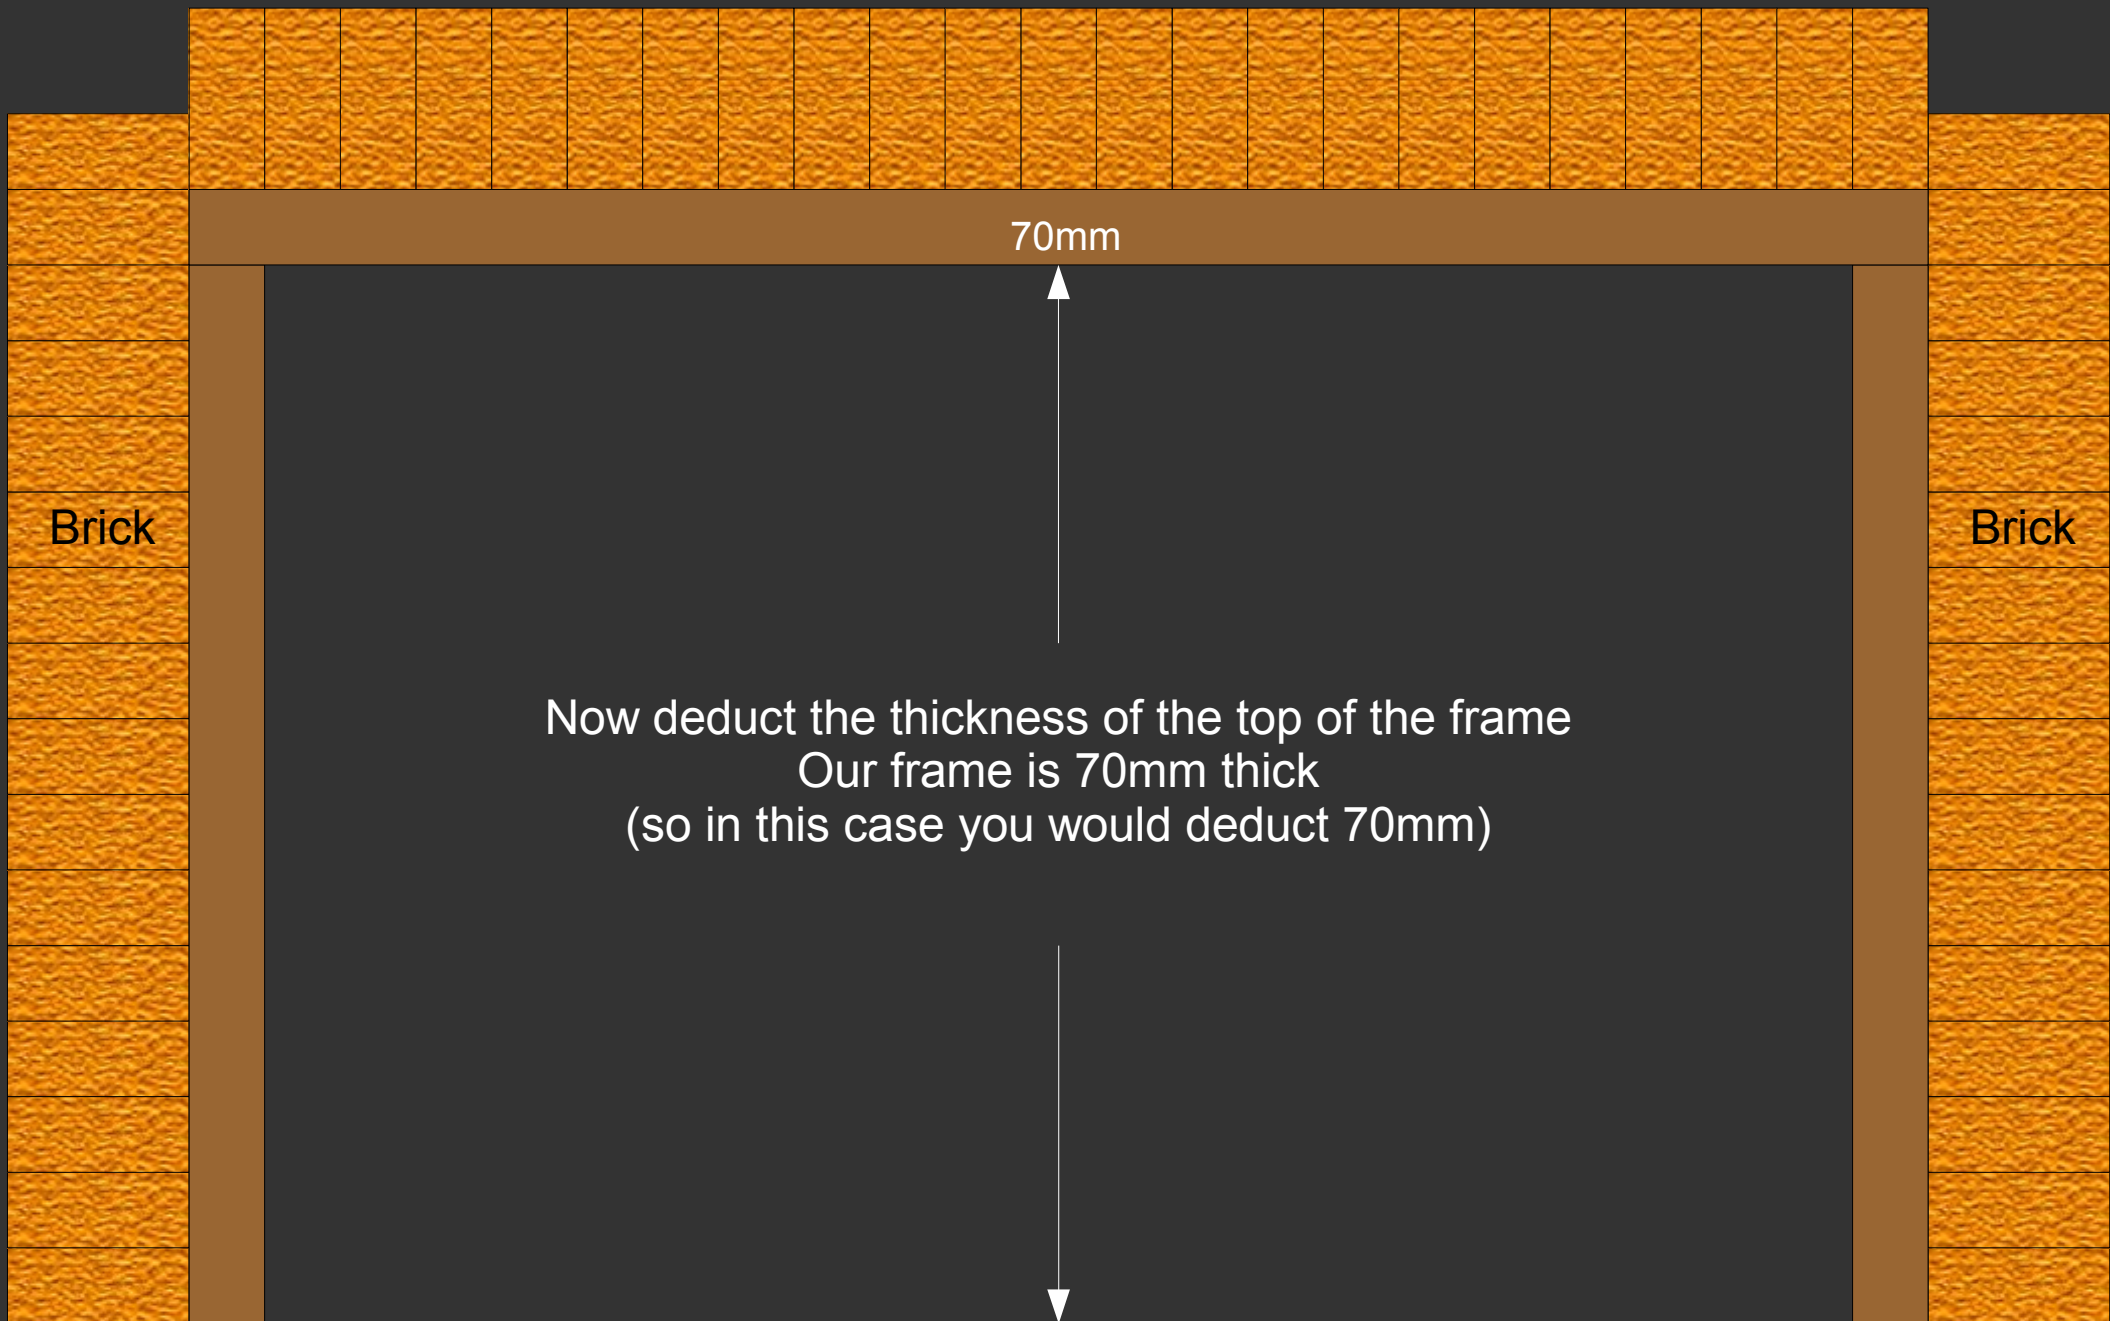 70mm
Brick
Brick
Now deduct the thickness of the top of the frame
Our frame is 70mm thick
(so in this case you would deduct 70mm)